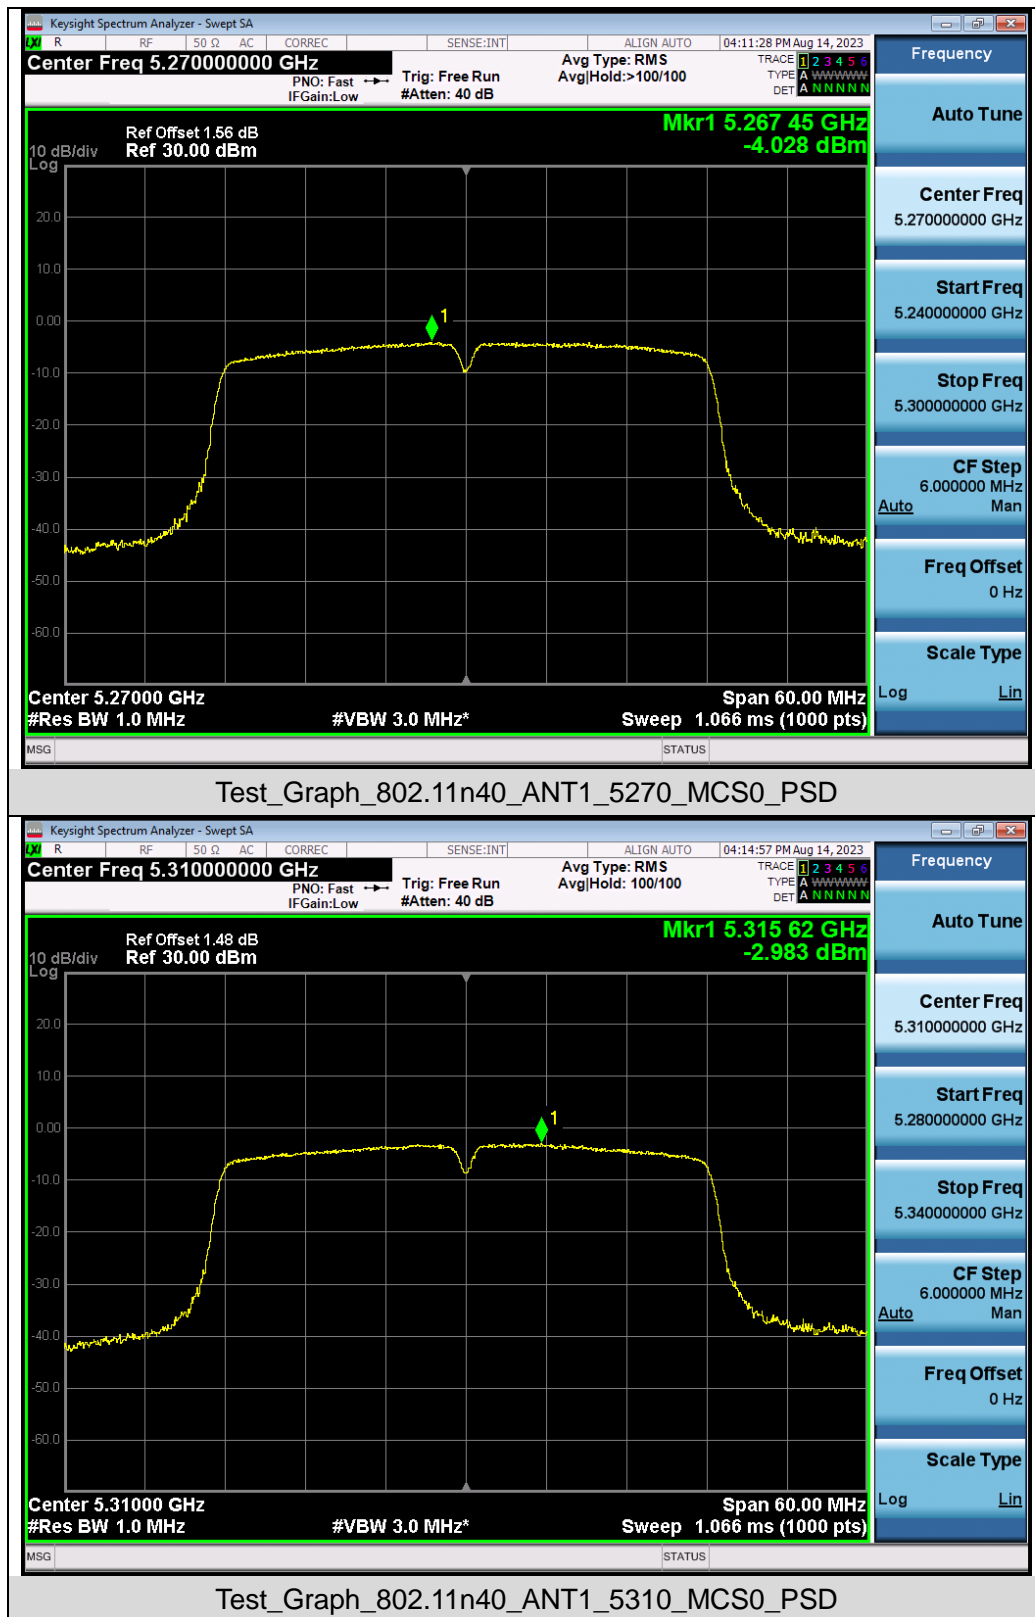 Keysight Spectrum Analyzer - Swept SA
LXI R RF 50 Ω AC CORREC SENSE:INT ALIGN AUTO 04:11:28 PM Aug 14, 2023
Center Freq 5.270000000 GHz
PNO: Fast
IFGain:Low
Trig: Free Run
#Atten: 40 dB
Avg Type: RMS
Avg|Hold:>100/100
TRACE 1 2 3 4 5 6
TYPE A WWWWW
DET A N N N N N
Ref Offset 1.56 dB
Ref 30.00 dBm
10 dB/div
Log
Mkr1 5.267 45 GHz
-4.028 dBm
20.0
10.0
0.00
-10.0
-20.0
-30.0
-40.0
-50.0
-60.0
1
Center 5.27000 GHz
Span 60.00 MHz
#Res BW 1.0 MHz
#VBW 3.0 MHz*
Sweep 1.066 ms (1000 pts)
MSG
STATUS
Frequency
Auto Tune
Center Freq
5.270000000 GHz
Start Freq
5.240000000 GHz
Stop Freq
5.300000000 GHz
CF Step
6.000000 MHz
Auto Man
Freq Offset
0 Hz
Scale Type
Log Lin
Test_Graph_802.11n40_ANT1_5270_MCS0_PSD
Keysight Spectrum Analyzer - Swept SA
LXI R RF 50 Ω AC CORREC SENSE:INT ALIGN AUTO 04:14:57 PM Aug 14, 2023
Center Freq 5.310000000 GHz
PNO: Fast
IFGain:Low
Trig: Free Run
#Atten: 40 dB
Avg Type: RMS
Avg|Hold: 100/100
TRACE 1 2 3 4 5 6
TYPE A WWWWW
DET A N N N N N
Ref Offset 1.48 dB
Ref 30.00 dBm
10 dB/div
Log
Mkr1 5.315 62 GHz
-2.983 dBm
20.0
10.0
0.00
-10.0
-20.0
-30.0
-40.0
-50.0
-60.0
1
Center 5.31000 GHz
Span 60.00 MHz
#Res BW 1.0 MHz
#VBW 3.0 MHz*
Sweep 1.066 ms (1000 pts)
MSG
STATUS
Frequency
Auto Tune
Center Freq
5.310000000 GHz
Start Freq
5.280000000 GHz
Stop Freq
5.340000000 GHz
CF Step
6.000000 MHz
Auto Man
Freq Offset
0 Hz
Scale Type
Log Lin
Test_Graph_802.11n40_ANT1_5310_MCS0_PSD